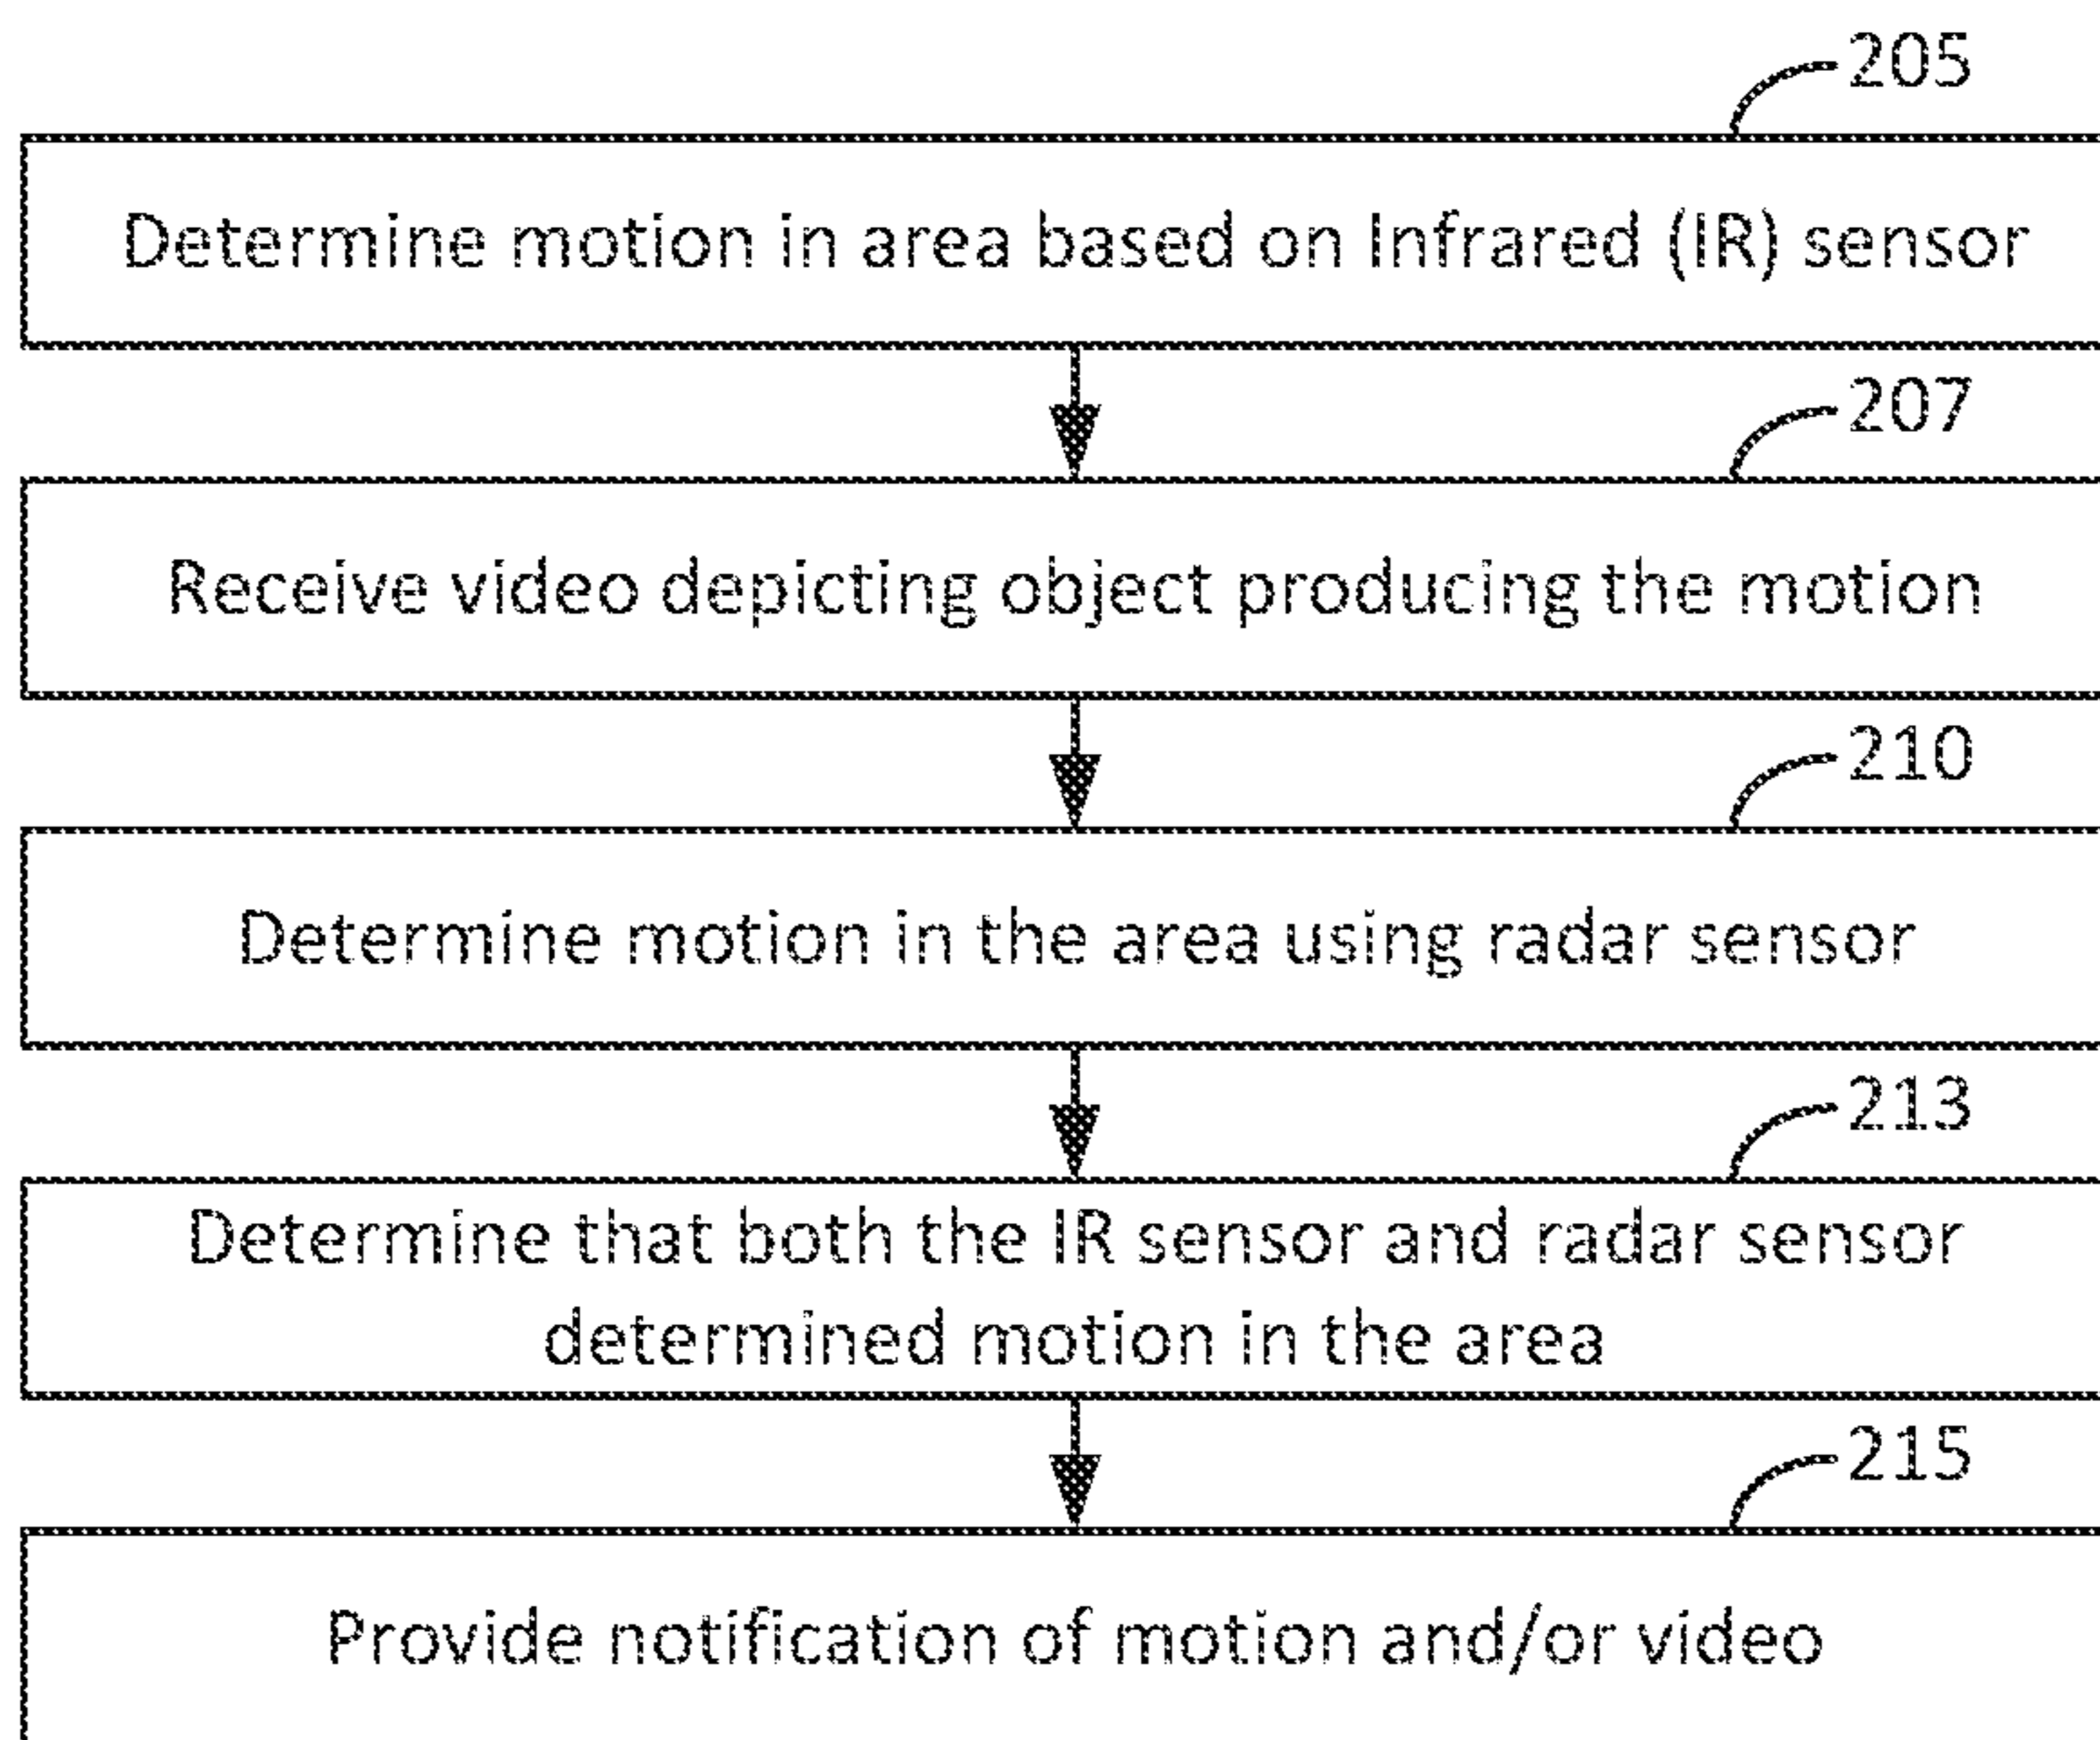 205
Determine motion in area based on Infrared (IR) sensor
207
Receive video depicting object producing the motion
210
Determine motion in the area using radar sensor
213
Determine that both the IR sensor and radar sensor
determined motion in the area
215
Provide notification of motion and/or video